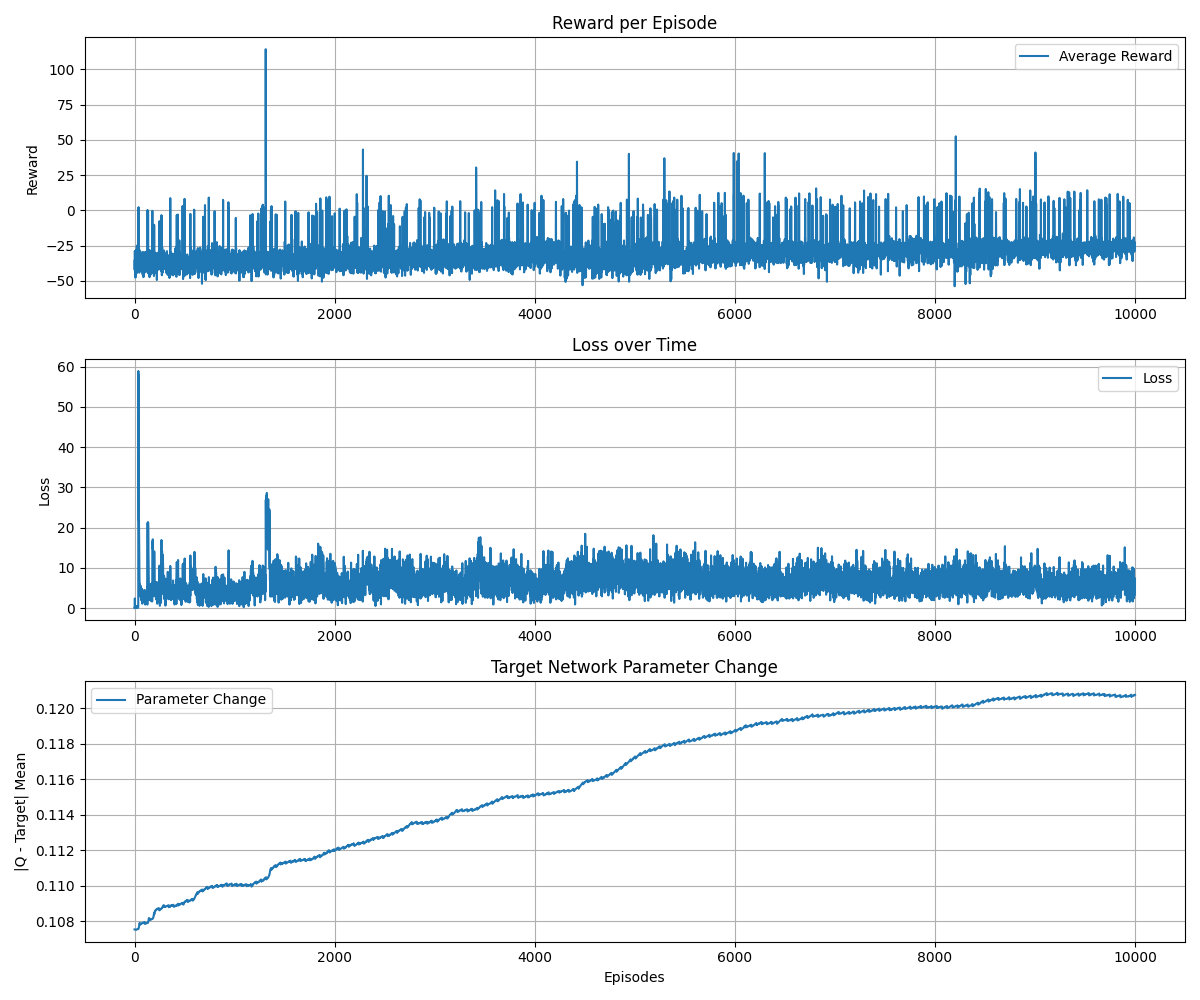 Reward per Episode
Average Reward
Reward
100
75
50
25
0
−25
−50
0 2000 4000 6000 8000 10000
Loss over Time
Loss
Loss
60
50
40
30
20
10
0
0 2000 4000 6000 8000 10000
Target Network Parameter Change
Parameter Change
|Q - Target| Mean
0.120
0.118
0.116
0.114
0.112
0.110
0.108
0 2000 4000 6000 8000 10000
Episodes